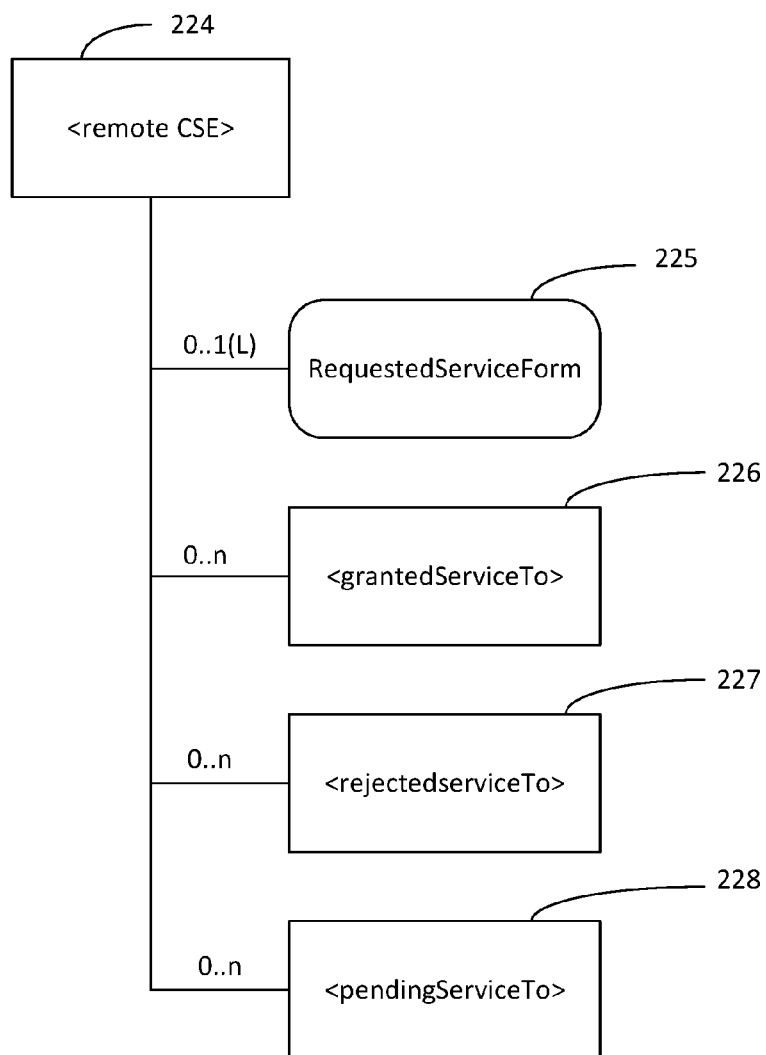 224
<remote CSE>
225
0..1(L)
RequestedServiceForm
226
0..n
<grantedServiceTo>
227
0..n
<rejectedserviceTo>
228
0..n
<pendingServiceTo>